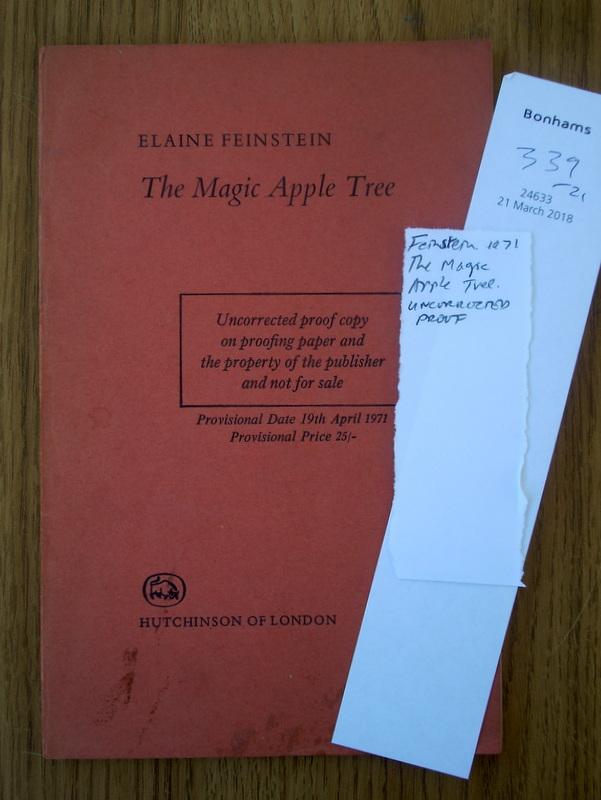 ELAINE FEINSTEIN
The Magic Apple Tree
Uncorrected proof copy
on proofing paper and
the property of the publisher
and not for sale
Provisional Date 19th April 1971
Provisional Price 25/-
HUTCHINSON OF LONDON
Bonhams
339
-21
24633
21 March 2018
Feinstein. 1971
The Magic
Apple Tree.
UNCORRECTED
PROOF